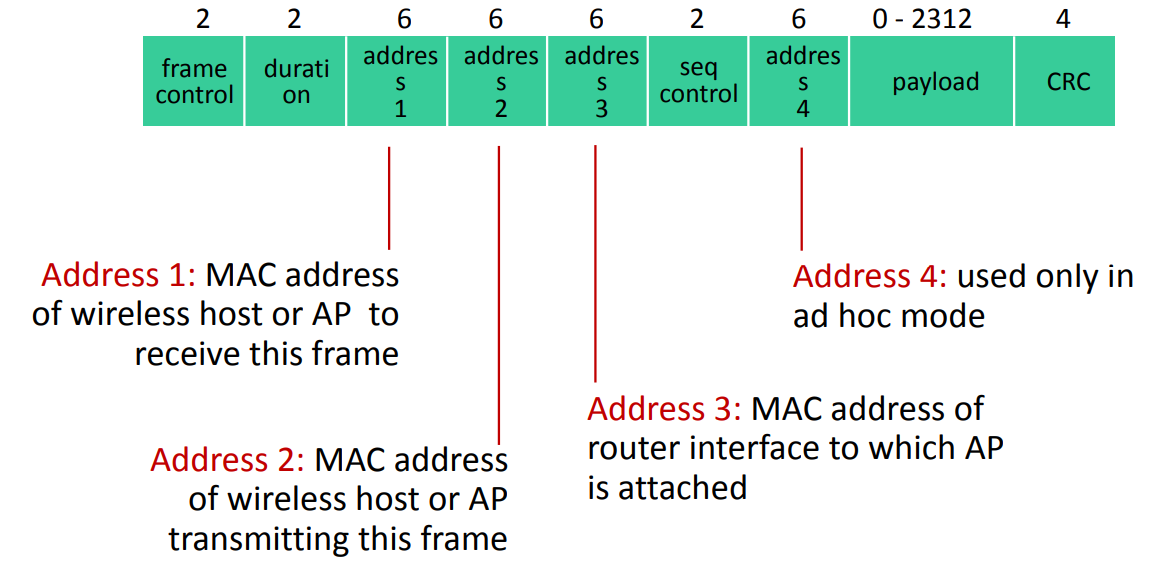 2 2 6 6 6 2 6 0 - 2312 4
frame
control
durati
on
addres
s
1
addres
s
2
addres
s
3
seq
control
addres
s
4
payload
CRC
Address 1: MAC address
of wireless host or AP to
receive this frame
Address 2: MAC address
of wireless host or AP
transmitting this frame
Address 3: MAC address of
router interface to which AP
is attached
Address 4: used only in
ad hoc mode